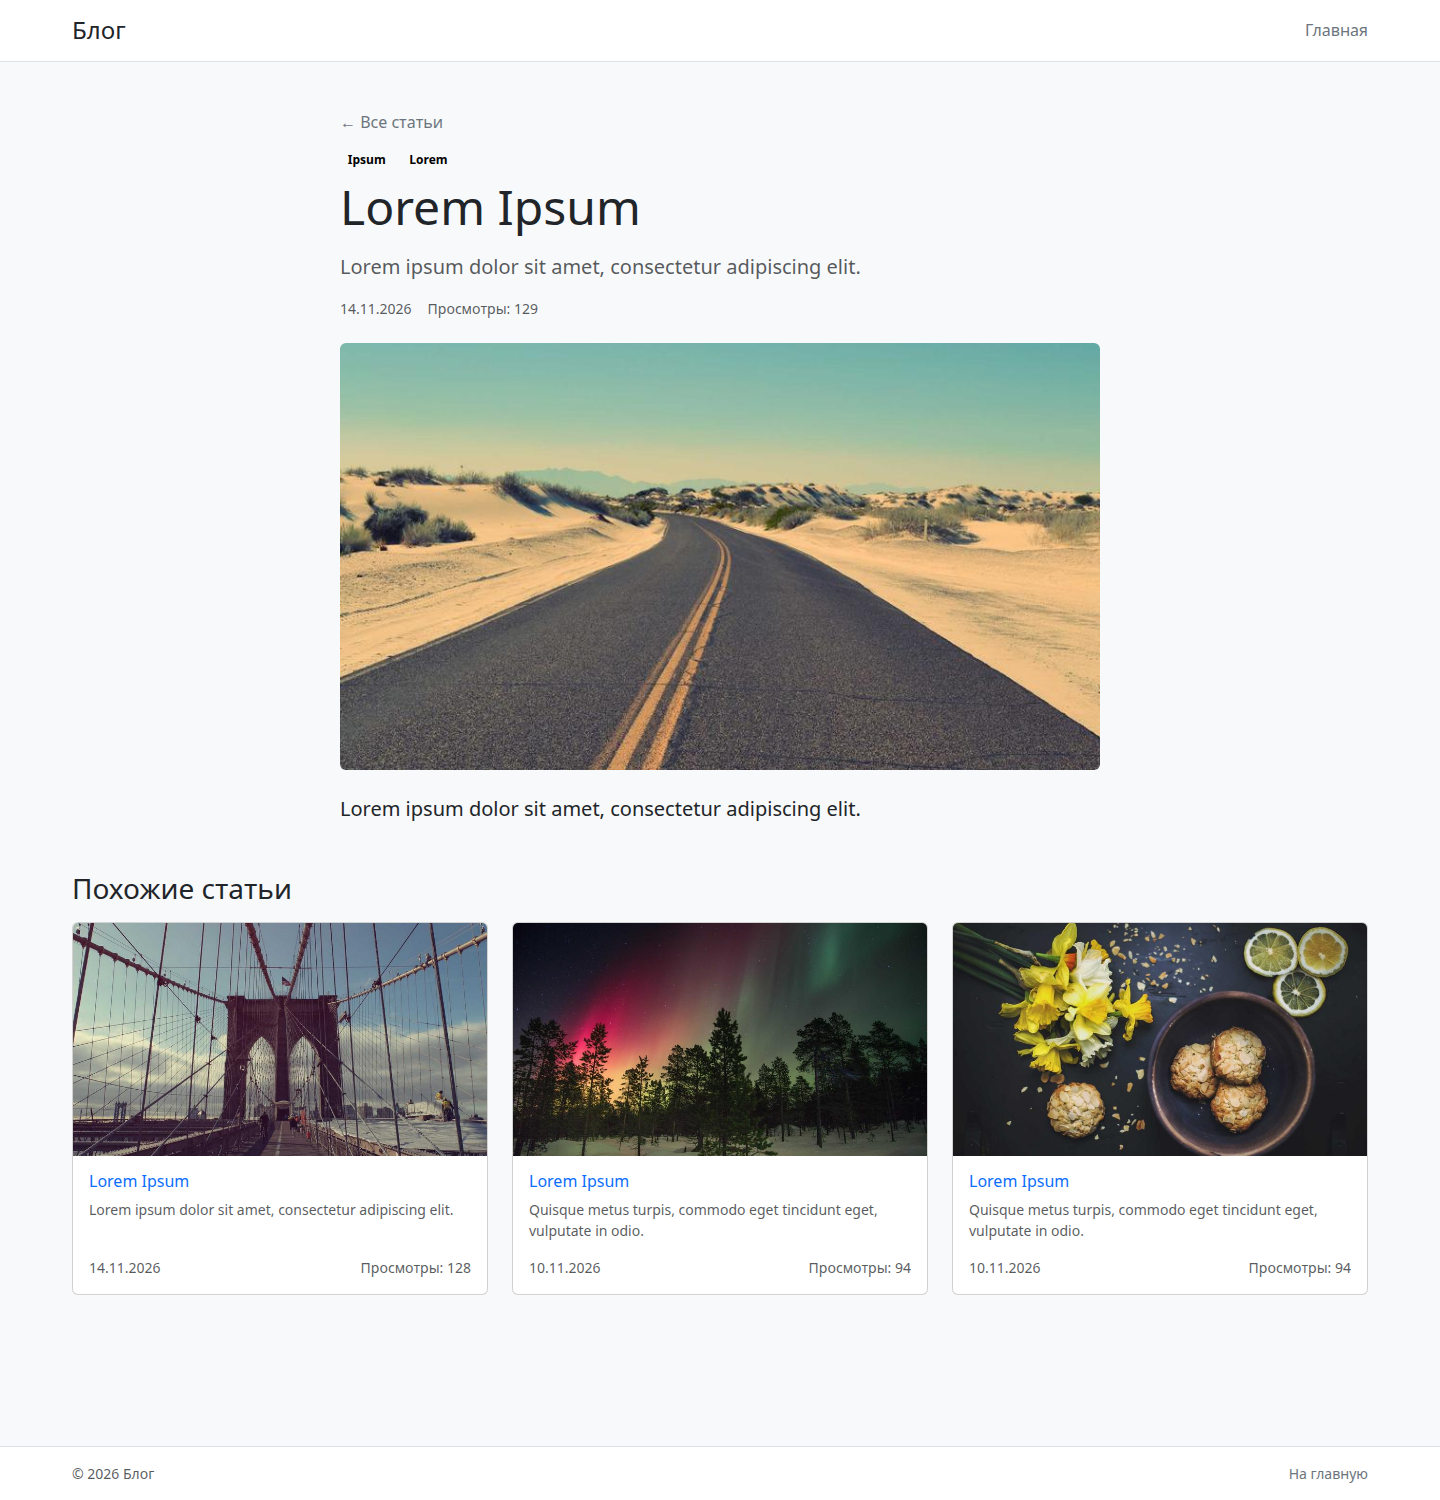 Блог
Главная
← Все статьи
Ipsum Lorem
Lorem Ipsum
Lorem ipsum dolor sit amet, consectetur adipiscing elit.
14.11.2026 Просмотры: 129
Lorem ipsum dolor sit amet, consectetur adipiscing elit.
Похожие статьи
Lorem Ipsum
Lorem ipsum dolor sit amet, consectetur adipiscing elit.
14.11.2026 Просмотры: 128
Lorem Ipsum
Quisque metus turpis, commodo eget tincidunt eget,
vulputate in odio.
10.11.2026 Просмотры: 94
Lorem Ipsum
Quisque metus turpis, commodo eget tincidunt eget,
vulputate in odio.
10.11.2026 Просмотры: 94
© 2026 Блог
На главную